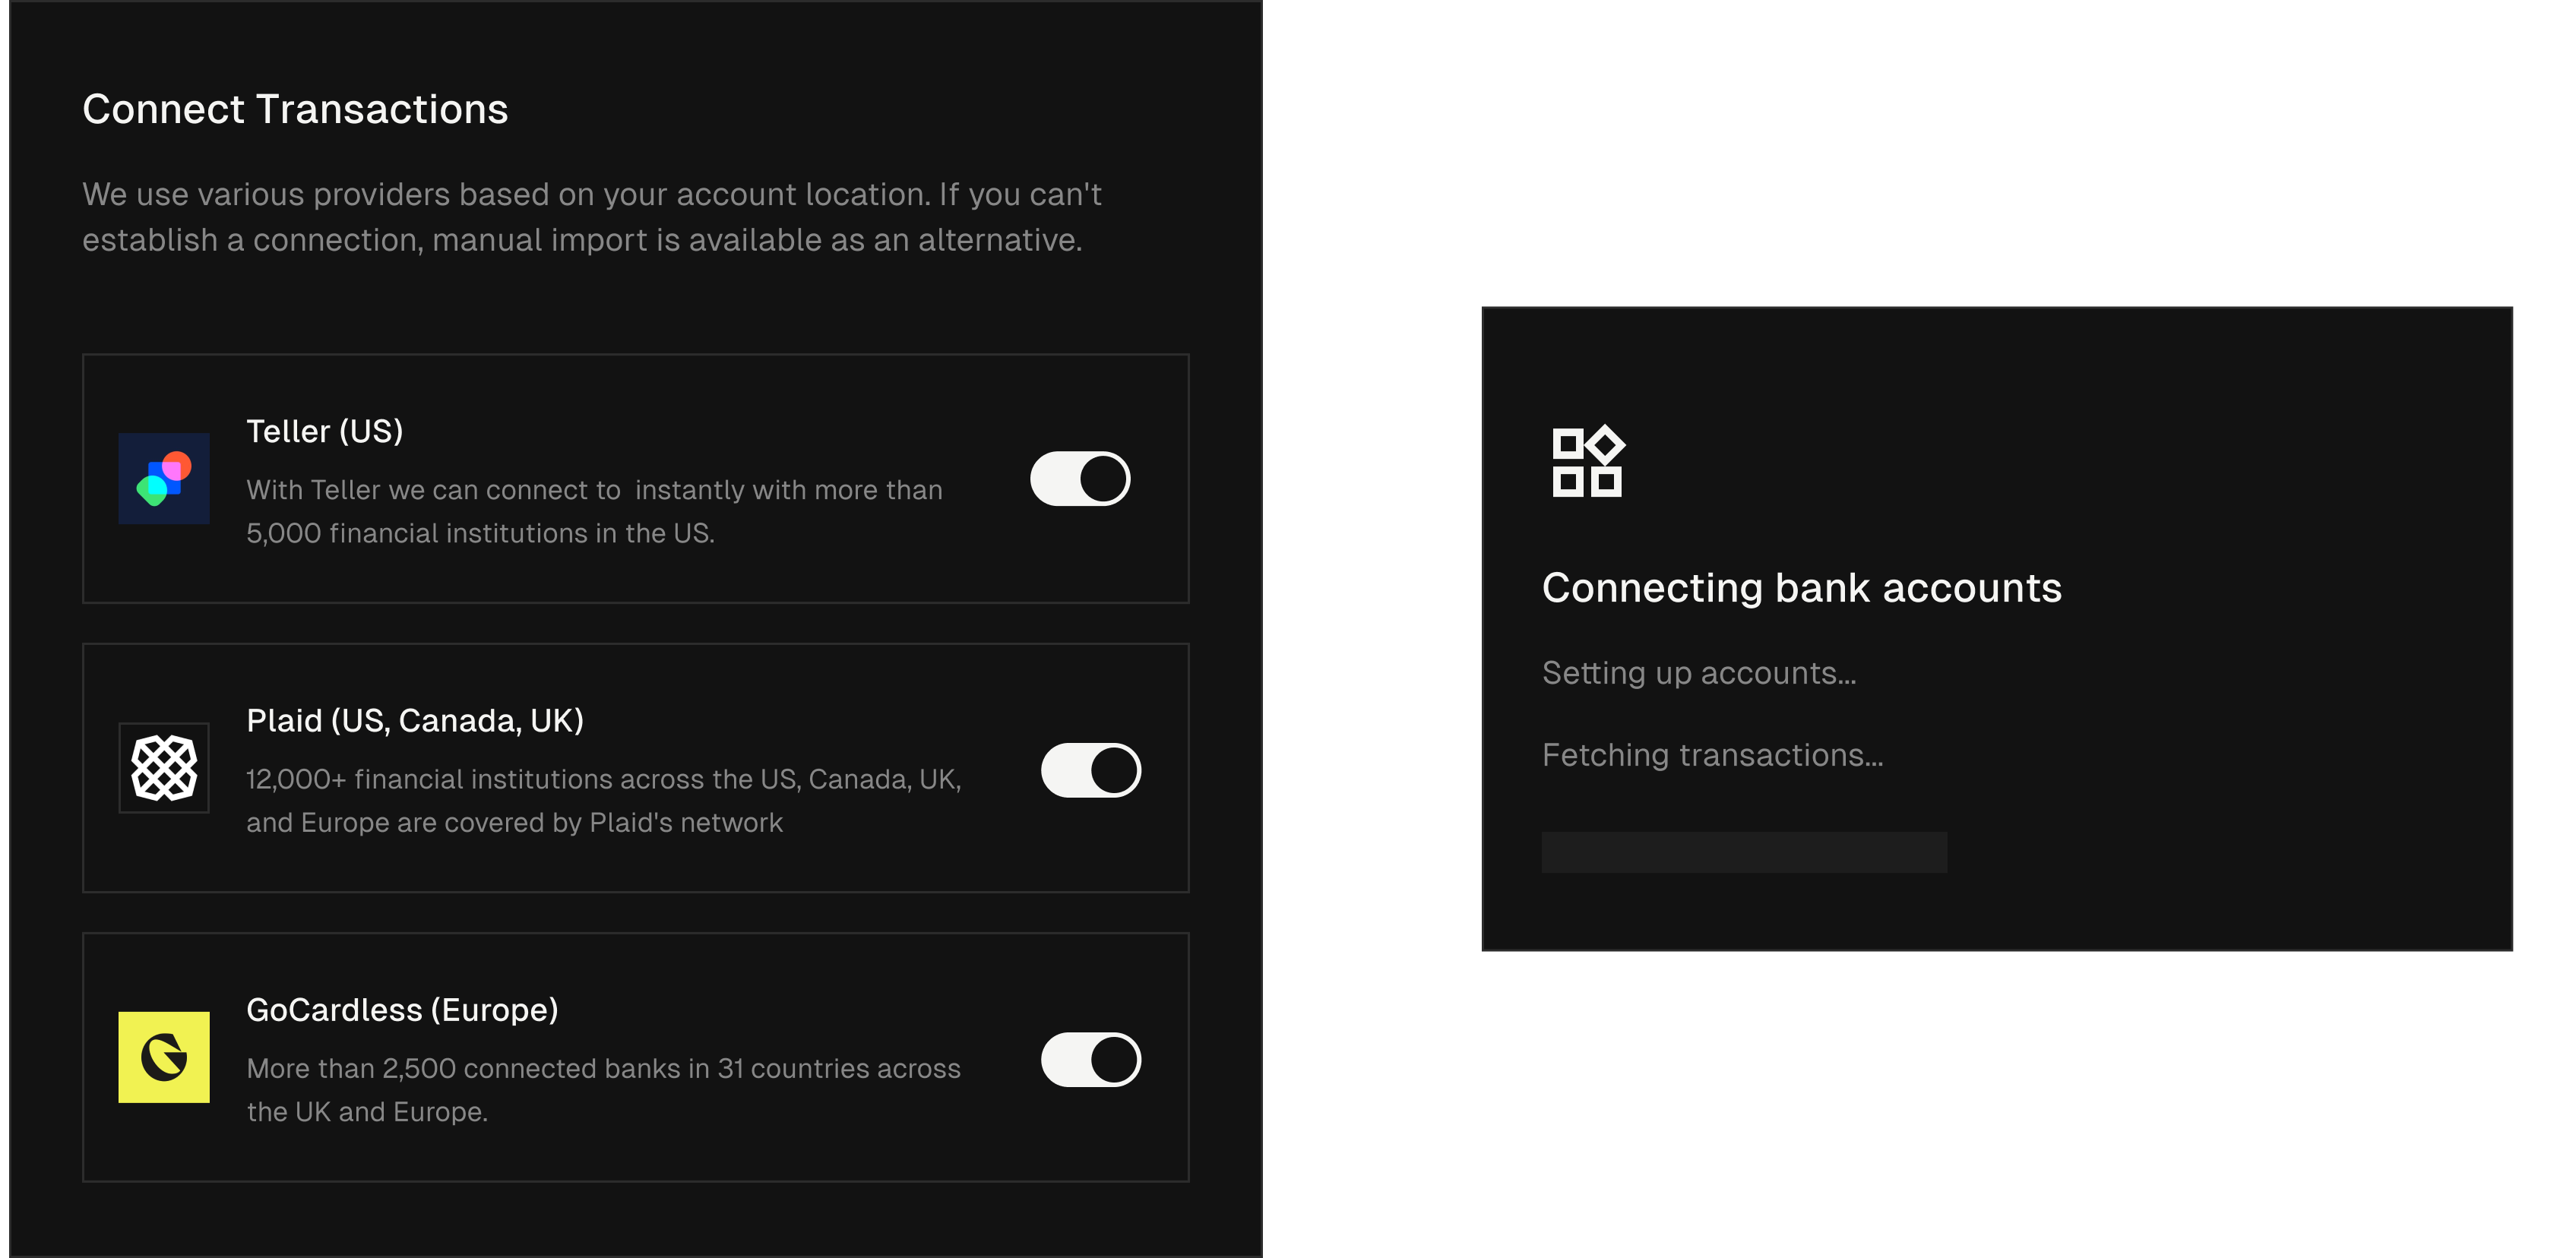 Connect Transactions
We use various providers based on your account location. If you can't
establish a connection, manual import is available as an alternative.
Teller (US)
With Teller we can connect to  instantly with more than
5,000 financial institutions in the US.
Plaid (US, Canada, UK)
12,000+ financial institutions across the US, Canada, UK,
and Europe are covered by Plaid's network
GoCardless (Europe)
More than 2,500 connected banks in 31 countries across
the UK and Europe.
Connecting bank accounts
Setting up accounts...
Fetching transactions...